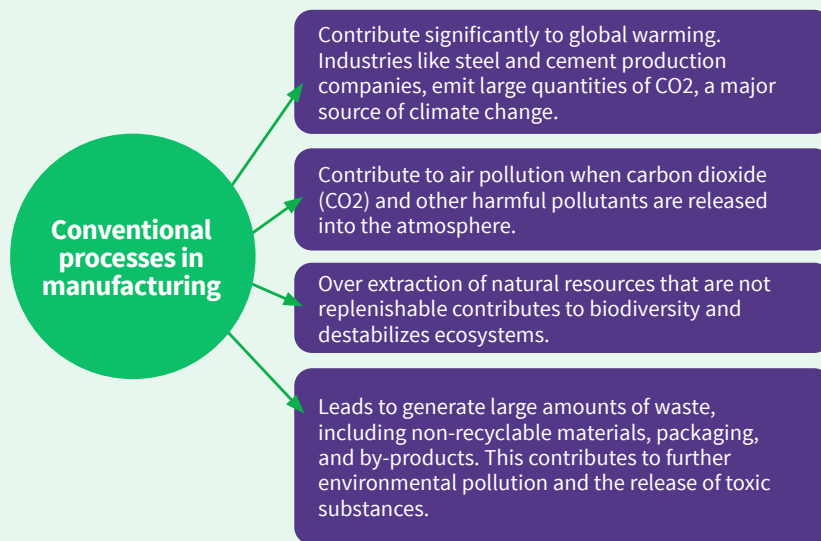 Conventional
processes in
manufacturing
Contribute significantly to global warming.
Industries like steel and cement production
companies, emit large quantities of CO2, a major
source of climate change.
Contribute to air pollution when carbon dioxide
(CO2) and other harmful pollutants are released
into the atmosphere.
Over extraction of natural resources that are not
replenishable contributes to biodiversity and
destabilizes ecosystems.
Leads to generate large amounts of waste,
including non-recyclable materials, packaging,
and by-products. This contributes to further
environmental pollution and the release of toxic
substances.